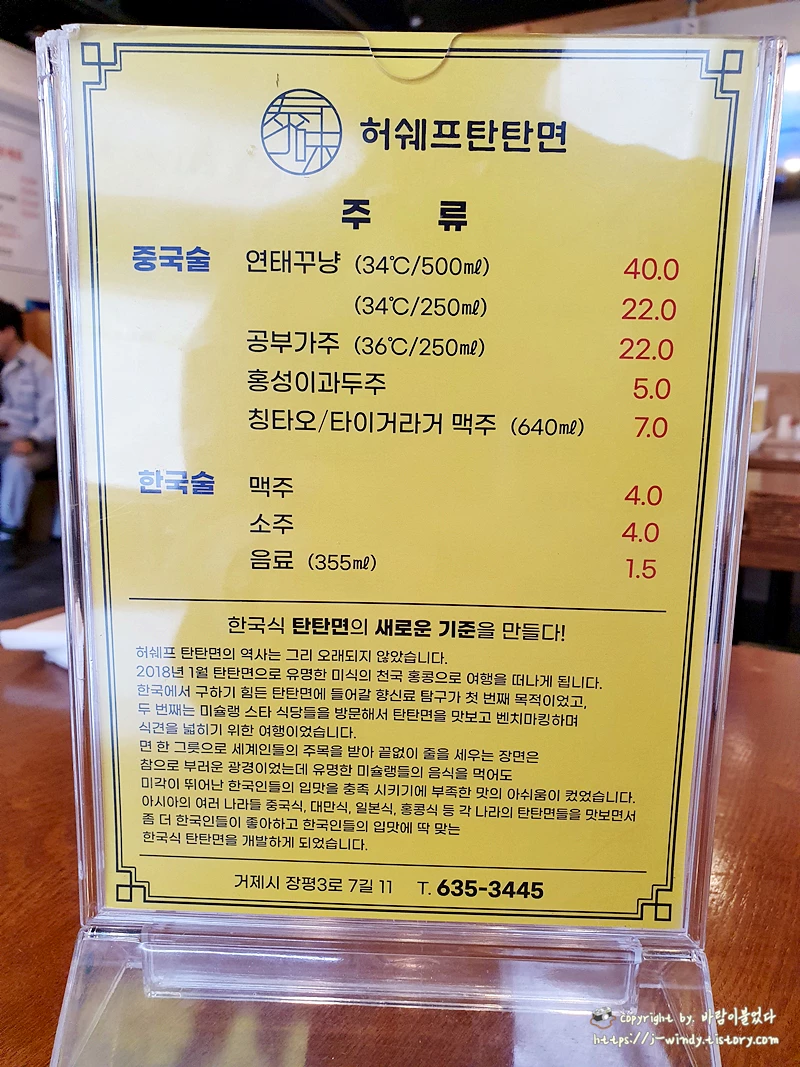 허쉐프탄탄면
주 류
중국술 연태꾸냥 (34℃/500㎖) 40.0
(34℃/250㎖) 22.0
공부가주 (36℃/250㎖) 22.0
홍성이과두주 5.0
칭타오/타이거라거 맥주 (640㎖) 7.0
한국술 맥주 4.0
소주 4.0
음료 (355㎖) 1.5
한국식 탄탄면의 새로운 기준을 만들다!
허쉐프 탄탄면의 역사는 그리 오래되지 않았습니다.
2018년 1월 탄탄면으로 유명한 미식의 천국 홍콩으로 여행을 떠나게 됩니다.
한국에서 구하기 힘든 탄탄면에 들어갈 향신료 탐구가 첫 번째 목적이었고,
두 번째는 미슐랭 스타 식당들을 방문해서 탄탄면을 맛보고 벤치마킹하며
식견을 넓히기 위한 여행이었습니다.
면 한 그릇으로 세계인들의 주목을 받아 끝없이 줄을 세우는 장면은
참으로 부러운 광경이었는데 유명한 미슐랭들의 음식을 먹어도
미각이 뛰어난 한국인들의 입맛을 충족 시키기에 부족한 맛의 아쉬움이 컸었습니다.
아시아의 여러 나라들 중국식, 대만식, 일본식, 홍콩식 등 각 나라의 탄탄면들을 맛보면서
좀 더 한국인들이 좋아하고 한국인들의 입맛에 딱 맞는
한국식 탄탄면을 개발하게 되었습니다.
거제시 장평3로 7길 11 T. 635-3445
copyright by. 바람이불었다
https://j-windy.tistory.com